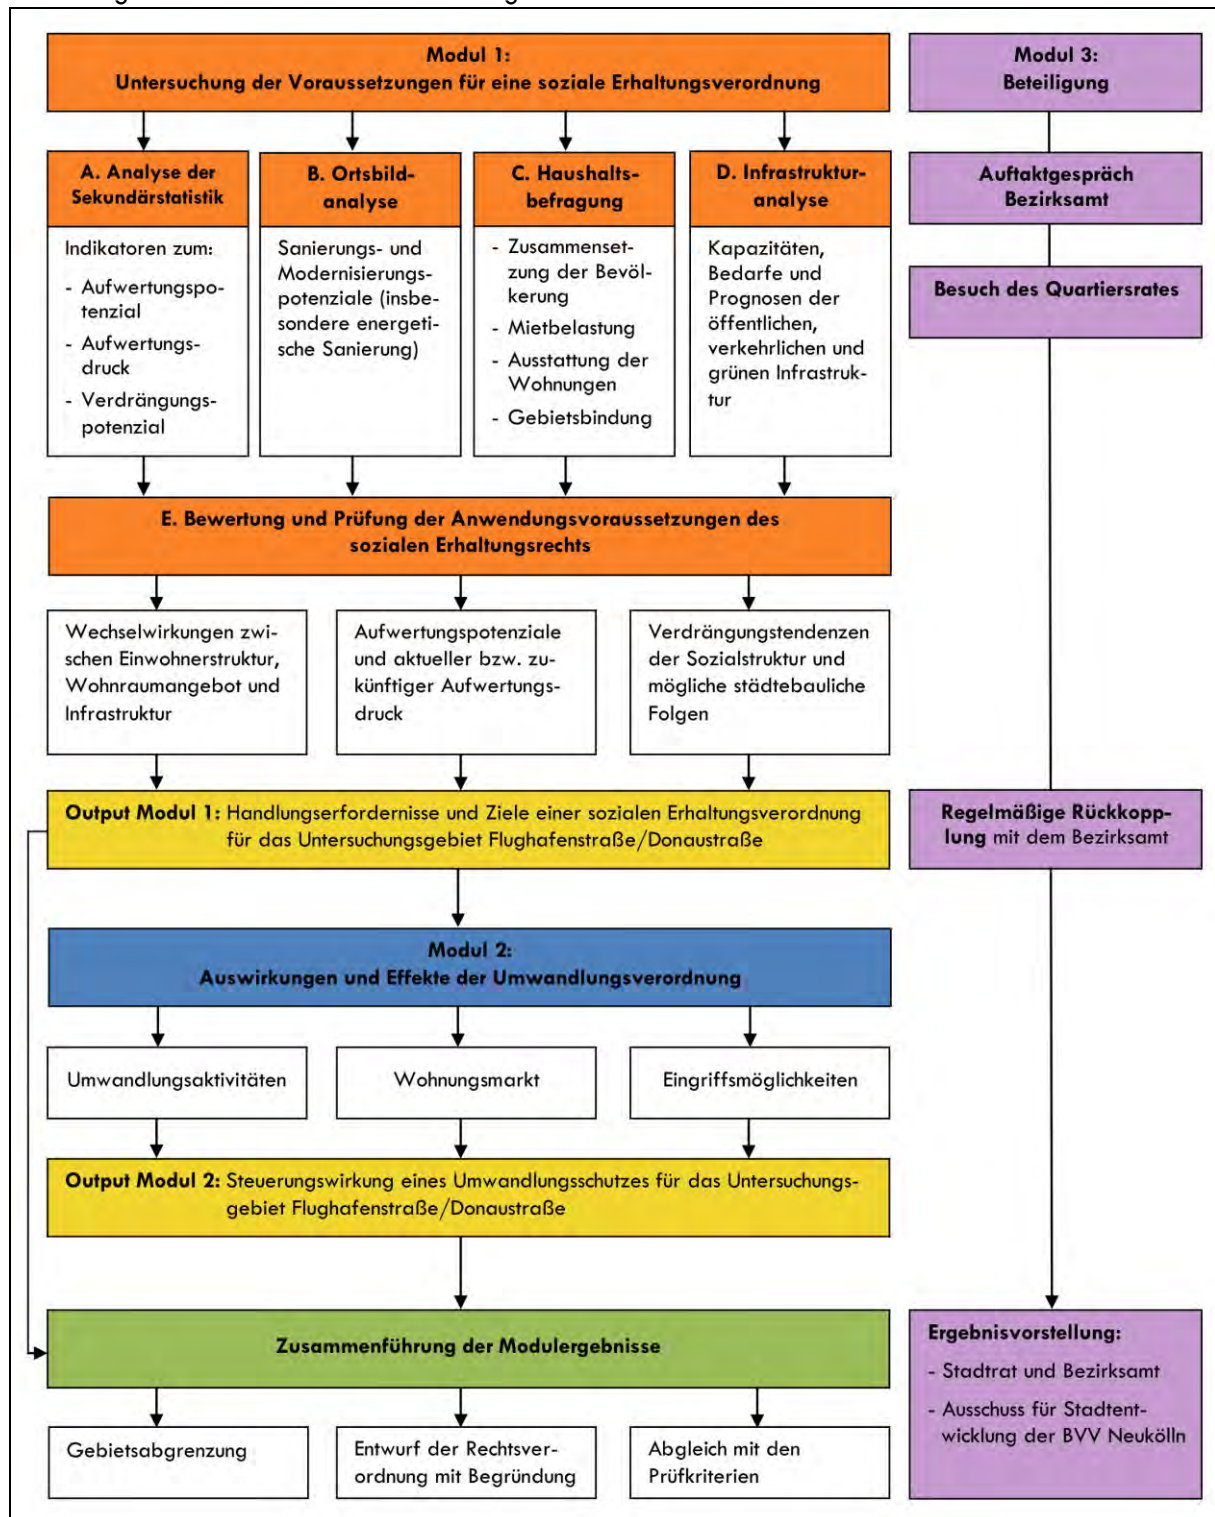 Modul 1:
Untersuchung der Voraussetzungen für eine soziale Erhaltungsverordnung
A. Analyse der
Sekundärstatistik
Indikatoren zum:
- Aufwertungspo-
tenzial
- Aufwertungs-
druck
- Verdrängungs-
potenzial
B. Ortsbild-
analyse
Sanierungs- und
Modernisierungs-
potenziale (insbe-
sondere energeti-
sche Sanierung)
C. Haushalts-
befragung
- Zusammenset-
zung der Bevöl-
kerung
- Mietbelastung
- Ausstattung der
Wohnungen
- Gebietsbindung
D. Infrastruktur-
analyse
Kapazitäten,
Bedarfe und
Prognosen der
öffentlichen,
verkehrlichen und
grünen Infrastruk-
tur
E. Bewertung und Prüfung der Anwendungsvoraussetzungen des
sozialen Erhaltungsrechts
Wechselwirkungen zwi-
schen Einwohnerstruktur,
Wohnraumangebot und
Infrastruktur
Aufwertungspotenziale
und aktueller bzw. zu-
künftiger Aufwertungs-
druck
Verdrängungstendenzen
der Sozialstruktur und
mögliche städtebauliche
Folgen
Output Modul 1: Handlungserfordernisse und Ziele einer sozialen Erhaltungsverordnung
für das Untersuchungsgebiet Flughafenstraße/Donaustraße
Modul 2:
Auswirkungen und Effekte der Umwandlungsverordnung
Umwandlungsaktivitäten
Wohnungsmarkt
Eingriffsmöglichkeiten
Output Modul 2: Steuerungswirkung eines Umwandlungsschutzes für das Untersuchungs-
gebiet Flughafenstraße/Donaustraße
Zusammenführung der Modulergebnisse
Gebietsabgrenzung
Entwurf der Rechtsver-
ordnung mit Begründung
Abgleich mit den
Prüfkriterien
Modul 3:
Beteiligung
Auftaktgespräch
Bezirksamt
Besuch des Quartiersrates
Regelmäßige Rückkopp-
lung mit dem Bezirksamt
Ergebnisvorstellung:
- Stadtrat und Bezirksamt
- Ausschuss für Stadtent-
wicklung der BVV Neukölln